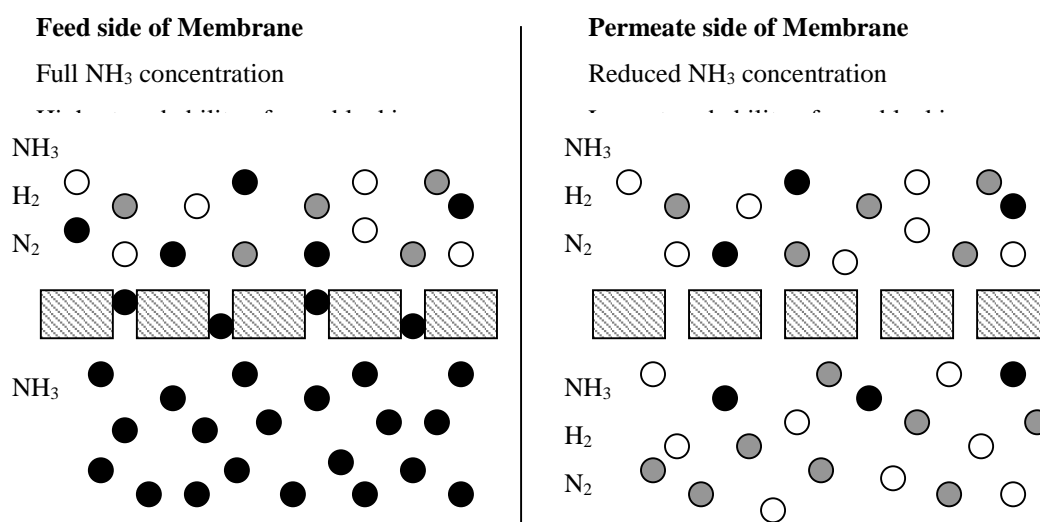 Feed side of Membrane
Full NH₃ concentration
NH₃
H₂
N₂
NH₃
Permeate side of Membrane
Reduced NH₃ concentration
NH₃
H₂
N₂
NH₃
H₂
N₂